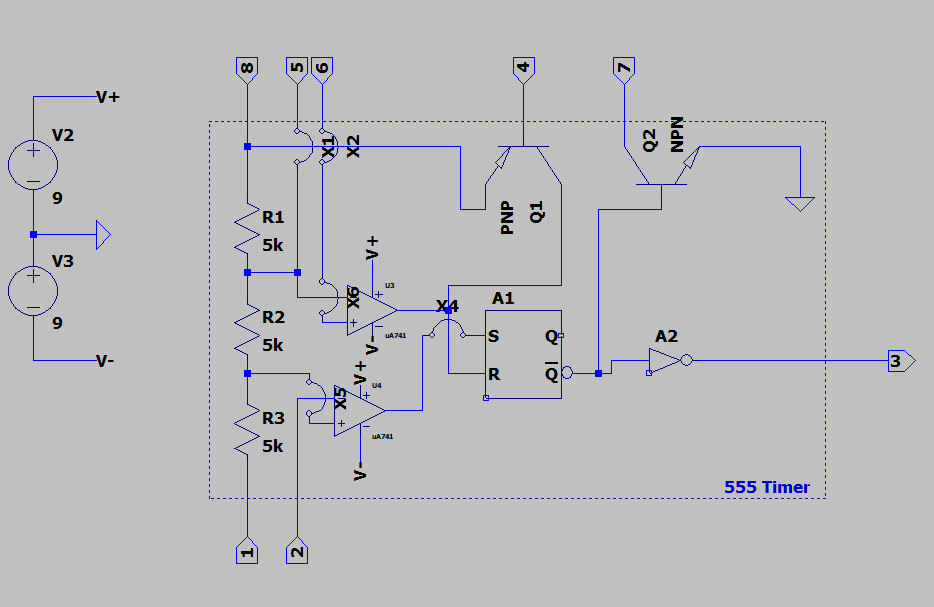 8
5
6
4
7
V+
V2
9
V3
9
V-
X1
X2
Q2
NPN
R1
5k
PNP
Q1
V+
U3
X6
uA741
V-
R2
5k
X4
A1
S
Q
R
Q
A2
3
V+
U4
X5
uA741
V-
R3
5k
555 Timer
1
2